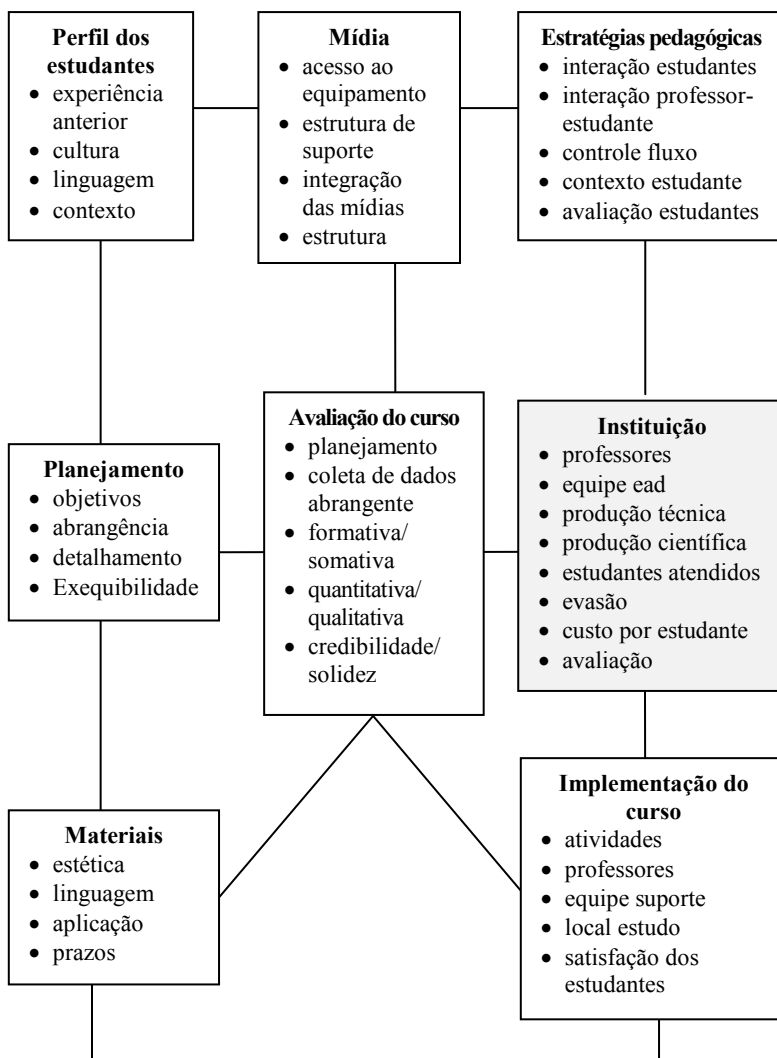 Perfil dos
estudantes
• experiência
anterior
• cultura
• linguagem
• contexto
Mídia
• acesso ao
equipamento
• estrutura de
suporte
• integração
das mídias
• estrutura
Estratégias pedagógicas
• interação estudantes
• interação professor-
estudante
• controle fluxo
• contexto estudante
• avaliação estudantes
Planejamento
• objetivos
• abrangência
• detalhamento
• Exequibilidade
Avaliação do curso
• planejamento
• coleta de dados
abrangente
• formativa/
somativa
• quantitativa/
qualitativa
• credibilidade/
solidez
Instituição
• professores
• equipe ead
• produção técnica
• produção científica
• estudantes atendidos
• evasão
• custo por estudante
• avaliação
Materiais
• estética
• linguagem
• aplicação
• prazos
Implementação do
curso
• atividades
• professores
• equipe suporte
• local estudo
• satisfação dos
estudantes